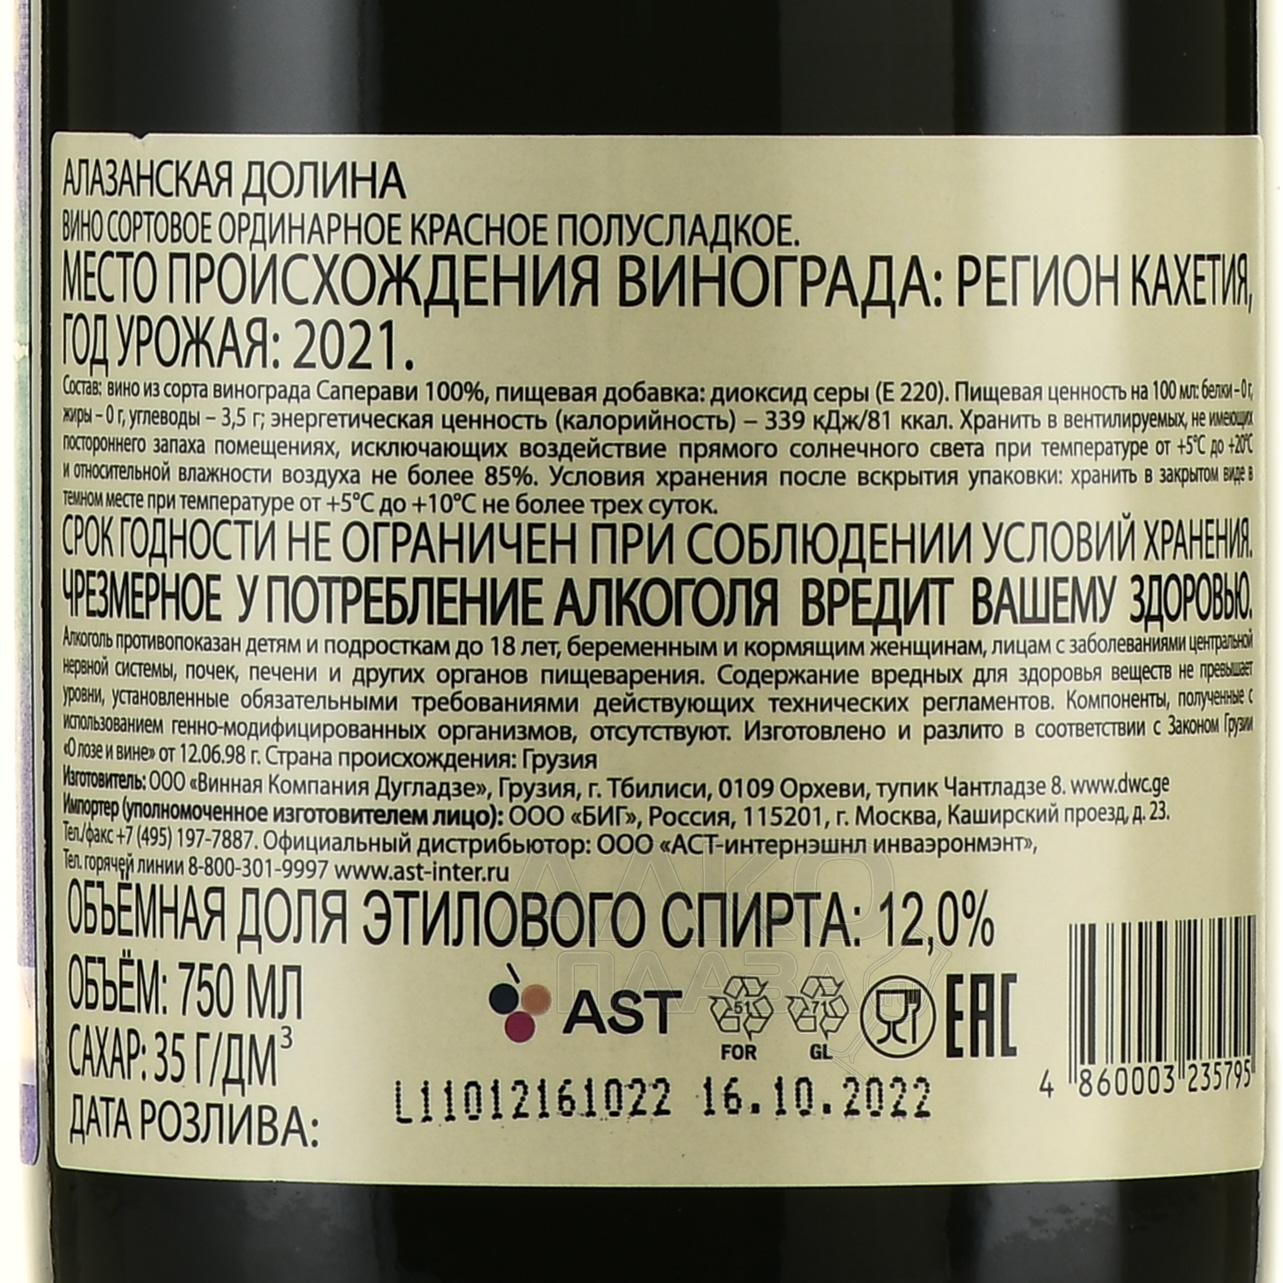 АЛАЗАНСКАЯ ДОЛИНА
ВИНО СОРТОВОЕ ОРДИНАРНОЕ КРАСНОЕ ПОЛУСЛАДКОЕ.
МЕСТО ПРОИСХОЖДЕНИЯ ВИНОГРАДА: РЕГИОН КАХЕТИЯ,
ГОД УРОЖАЯ: 2021.
Состав: вино из сорта винограда Саперави 100%, пищевая добавка: диоксид серы (Е 220). Пищевая ценность на 100 мл: белки – 0 г,
жиры – 0 г, углеводы – 3,5 г; энергетическая ценность (калорийность) – 339 кДж/81 ккал. Хранить в вентилируемых, не имеющих
постороннего запаха помещениях, исключающих воздействие прямого солнечного света при температуре от +5°С до +20°С
и относительной влажности воздуха не более 85%. Условия хранения после вскрытия упаковки: хранить в закрытом виде в
темном месте при температуре от +5°С до +10°С не более трех суток.
СРОК ГОДНОСТИ НЕ ОГРАНИЧЕН ПРИ СОБЛЮДЕНИИ УСЛОВИЙ ХРАНЕНИЯ.
ЧРЕЗМЕРНОЕ У ПОТРЕБЛЕНИЕ АЛКОГОЛЯ ВРЕДИТ ВАШЕМУ ЗДОРОВЬЮ.
Алкоголь противопоказан детям и подросткам до 18 лет, беременным и кормящим женщинам, лицам с заболеваниями центральной
нервной системы, почек, печени и других органов пищеварения. Содержание вредных для здоровья веществ не превышает
уровни, установленные обязательными требованиями действующих технических регламентов. Компоненты, полученные с
использованием генно-модифицированных организмов, отсутствуют. Изготовлено и разлито в соответствии с Законом Грузии
«О лозе и вине» от 12.06.98 г. Страна происхождения: Грузия
Изготовитель: ООО «Винная Компания Дугладзе», Грузия, г. Тбилиси, 0109 Орхеви, тупик Чантладзе 8. www.dwc.ge
Импортер (уполномоченное изготовителем лицо): ООО «БИГ», Россия, 115201, г. Москва, Каширский проезд, д. 23.
Тел./факс +7 (495) 197-7887. Официальный дистрибьютор: ООО «АСТ-интернэшнл инваэронмэнт»,
Тел. горячей линии 8-800-301-9997 www.ast-inter.ru
ОБЪЁМНАЯ ДОЛЯ ЭТИЛОВОГО СПИРТА: 12,0%
ОБЪЁМ: 750 МЛ
САХАР: 35 Г/ДМ³
ДАТА РОЗЛИВА:
AST
51
FOR
71
GL
EAC
L11012161022 16.10.2022
4 860003 235795
АЛКО
ПЛАЗА